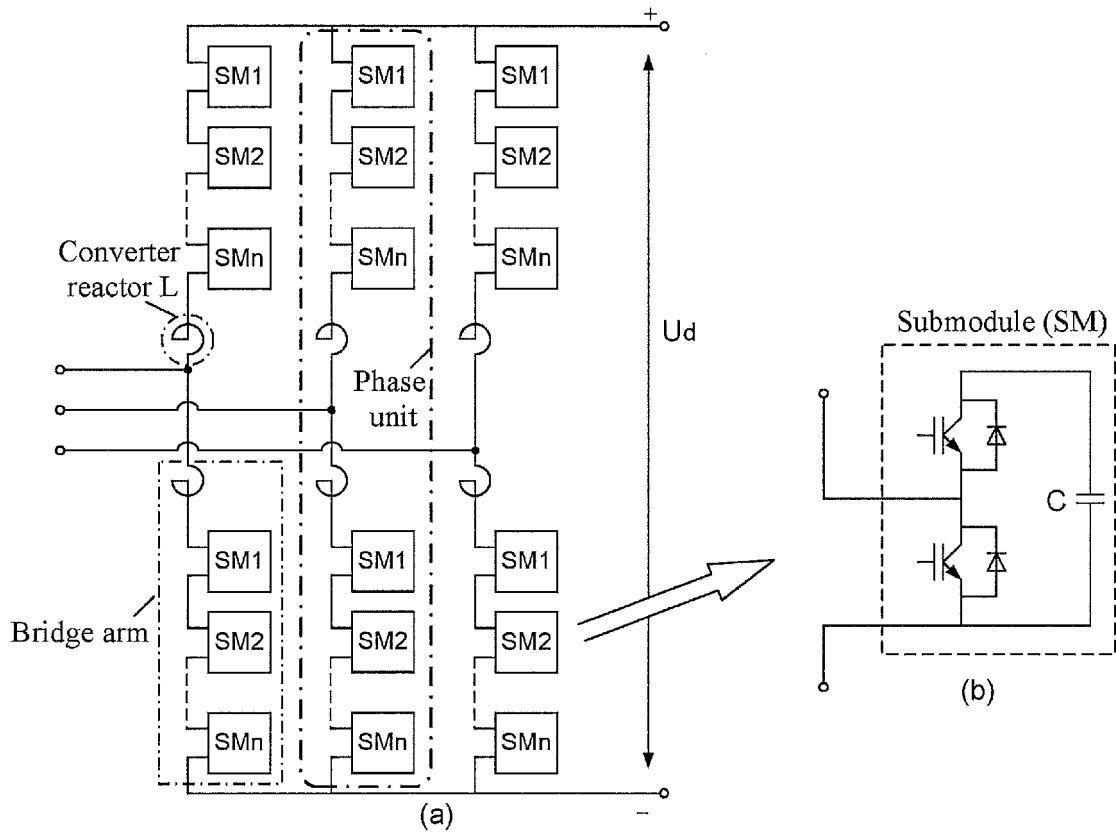 +
SM1 SM1 SM1
SM2 SM2 SM2
SMn SMn SMn
Converter
reactor L
Ud
Phase
unit
Submodule (SM)
C
SM1 SM1 SM1
SM2 SM2 SM2
Bridge arm
SMn SMn SMn
(b)
−
(a)